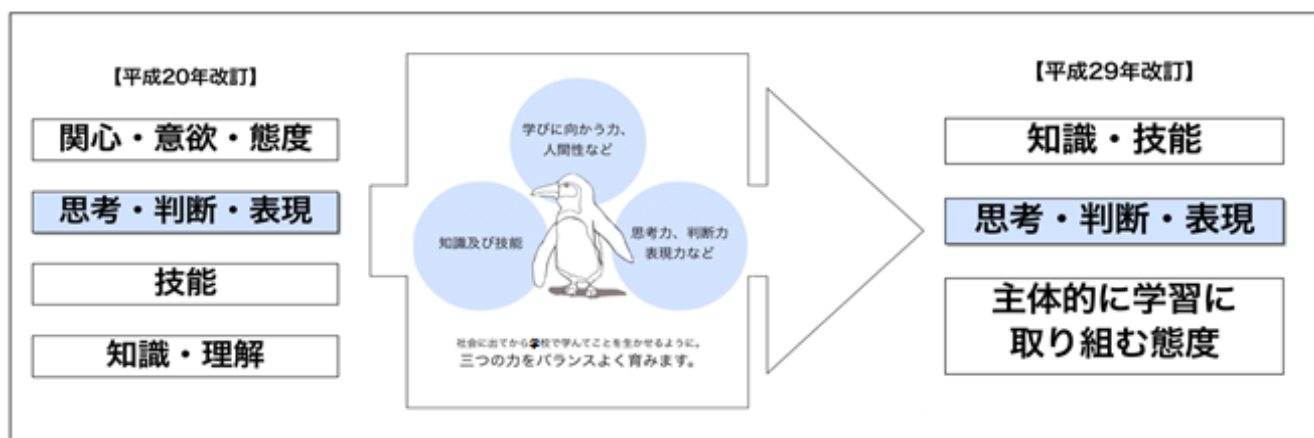 【平成20年改訂】
関心・意欲・態度
思考・判断・表現
技能
知識・理解
学びに向かう力、
人間性など
知識及び技能
思考力、判断力
表現力など
社会に出てから学校で学んてことを生かせるように。
三つの力をバランスよく育みます。
【平成29年改訂】
知識・技能
思考・判断・表現
主体的に学習に
取り組む態度